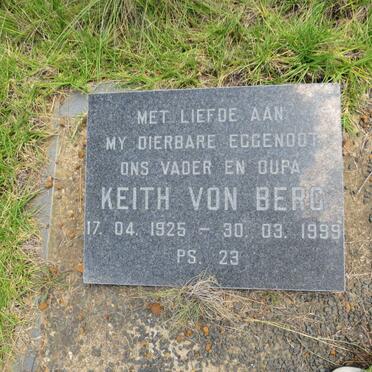 MET LIEFDE AAN
MY DIERBARE EGGENOOT
ONS VADER EN OUPA
KEITH VON BERG
17. 04. 1925 – 30. 03. 1999
PS. 23